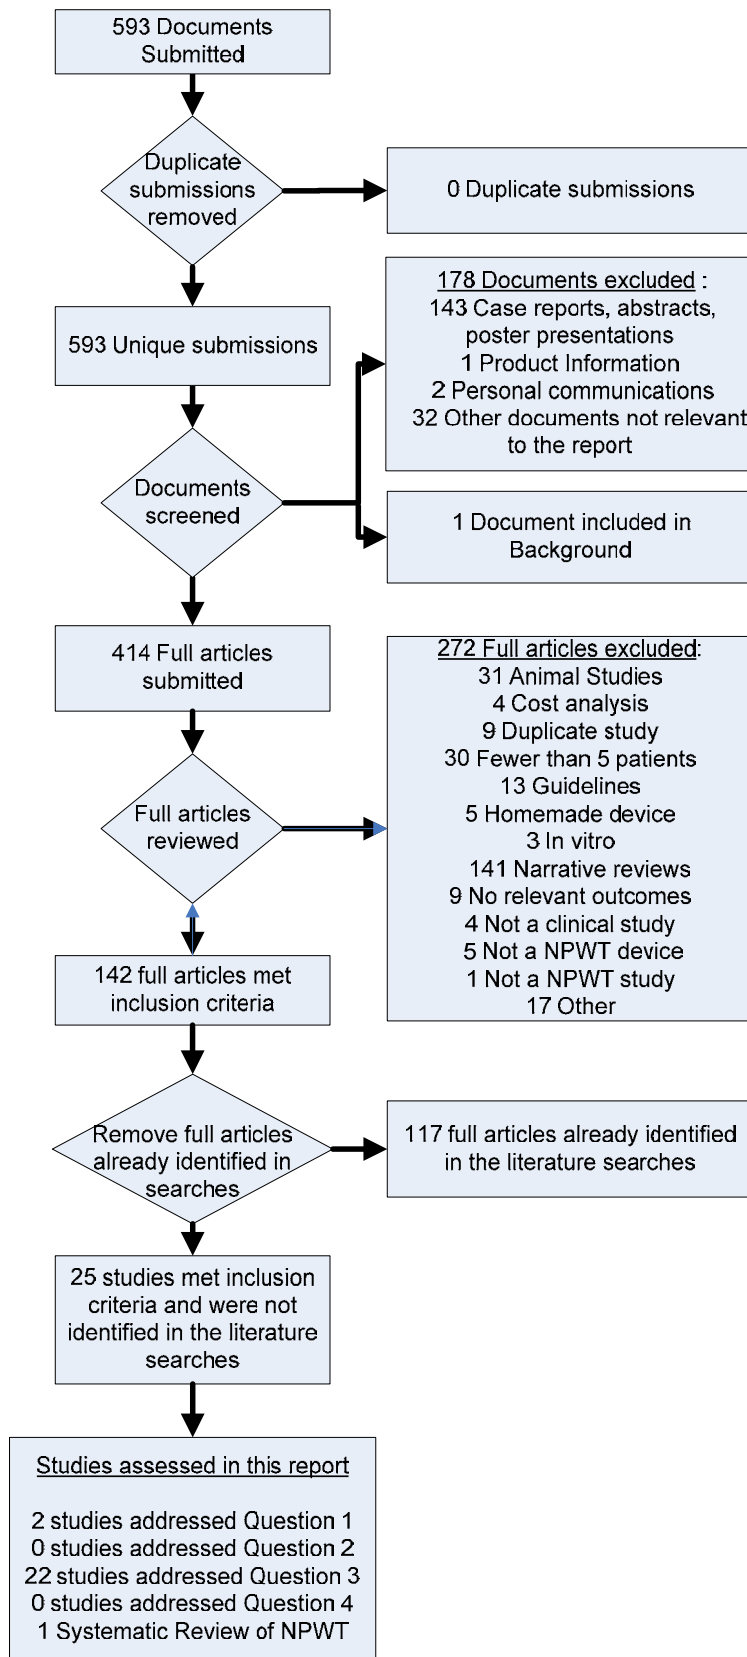 593 Documents
Submitted
Duplicate
submissions
removed
0 Duplicate submissions
593 Unique submissions
178 Documents excluded :
143 Case reports, abstracts,
poster presentations
1 Product Information
2 Personal communications
32 Other documents not relevant
to the report
Documents
screened
1 Document included in
Background
414 Full articles
submitted
272 Full articles excluded:
31 Animal Studies
4 Cost analysis
9 Duplicate study
30 Fewer than 5 patients
13 Guidelines
5 Homemade device
3 In vitro
141 Narrative reviews
9 No relevant outcomes
4 Not a clinical study
5 Not a NPWT device
1 Not a NPWT study
17 Other
Full articles
reviewed
142 full articles met
inclusion criteria
Remove full articles
already identified in
searches
117 full articles already identified
in the literature searches
25 studies met inclusion
criteria and were not
identified in the literature
searches
Studies assessed in this report
2 studies addressed Question 1
0 studies addressed Question 2
22 studies addressed Question 3
0 studies addressed Question 4
1 Systematic Review of NPWT